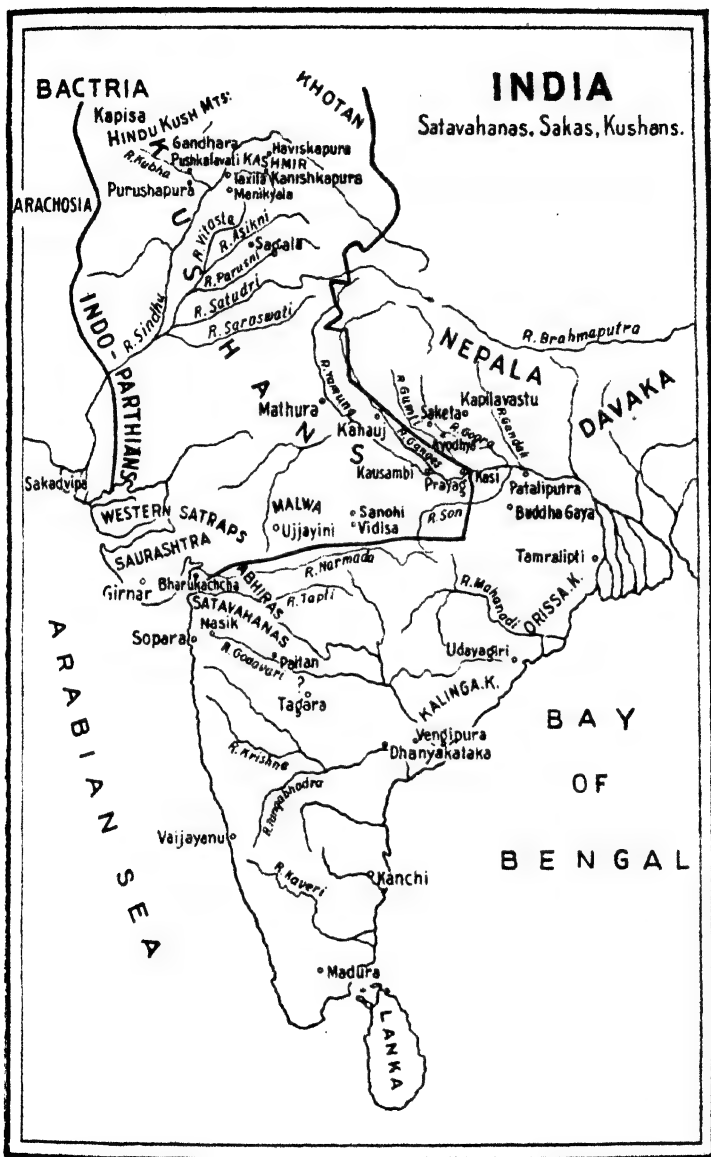 INDIA
Satavahanas. Sakas, Kushans.
BACTRIA
Kapisa
HINDU KUSH MTS:
KHOTAN
Gandhara
Haviskapura
R.Kubha
Pushkalavati
KASHMIR
Taxila
Kanishkapura
Purushapura
Manikyala
ARACHOSIA
KUSHANS
R.Vitasta
R.Asikni
Sagala
R.Parusni
R.Satudri
R.Saraswati
R.Sindhu
INDO-PARTHIANS
NEPALA
R.Brahmaputra
DAVAKA
R.Yamuna
Mathura
R.Gumti
Saketa
Kapilavastu
R.Gandak
Kahauj
R.Gogra
Ayodhya
R.Ganges
Kausambi
Prayag
Kasi
Pataliputra
Sakadvipa
WESTERN SATRAPS
MALWA
Sanohi
R.Son
Buddha Gaya
Ujjayini
Vidisa
SAURASHTRA
Tamralipti
Girnar
Bharukachcha
ABHIRAS
R.Narmada
R.Tapti
R.Mahanadi
ORISSA.K.
SATAVAHANAS
Nasik
Sopara
Paitan
R.Godavari
?
Tagara
Udayagiri
KALINGA.K.
ARABIAN SEA
BAY
OF
BENGAL
Vengipura
Dhanyakataka
R.Krishna
R.Tungabhadra
Vaijayanu
R.Kaveri
Kanchi
Madura
LANKA